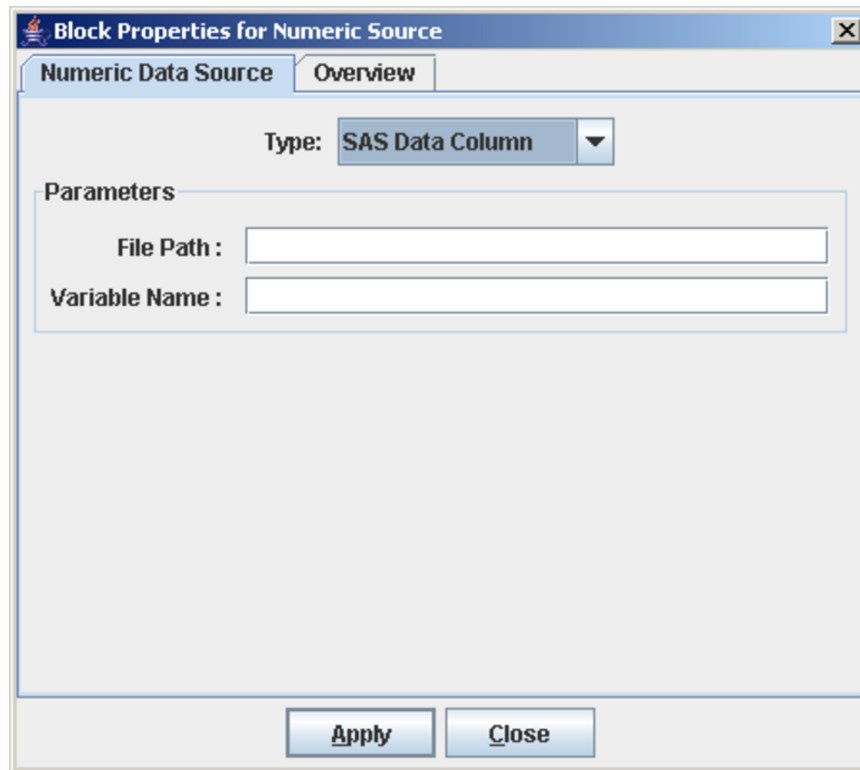 Block Properties for Numeric Source
Numeric Data Source Overview
Type: SAS Data Column
Parameters
File Path :
Variable Name :
Apply Close